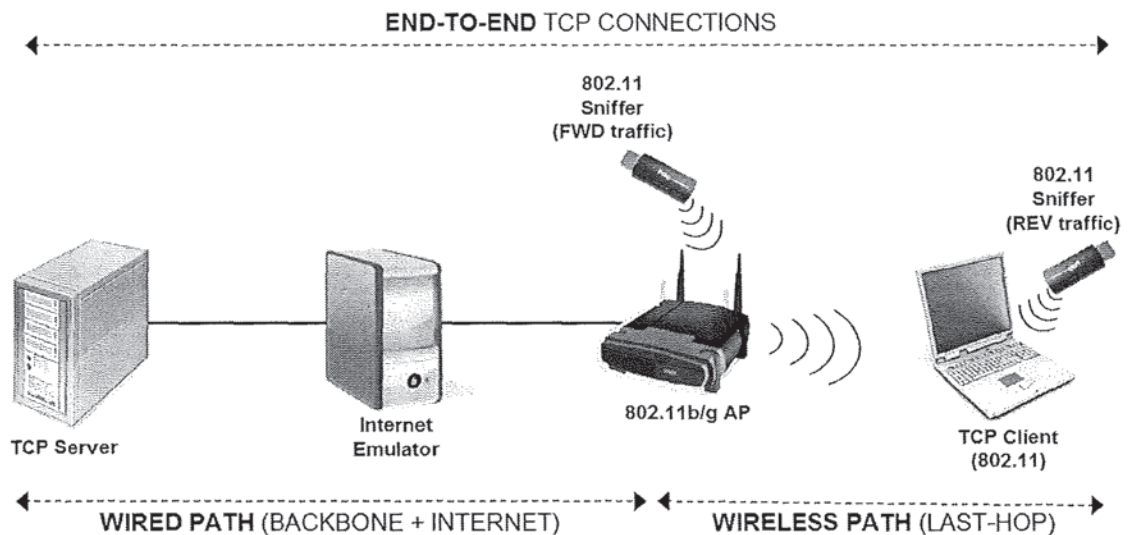 END-TO-END TCP CONNECTIONS
802.11
Sniffer
(FWD traffic)
802.11
Sniffer
(REV traffic)
TCP Server
Internet
Emulator
802.11b/g AP
TCP Client
(802.11)
WIRED PATH (BACKBONE + INTERNET)
WIRELESS PATH (LAST-HOP)